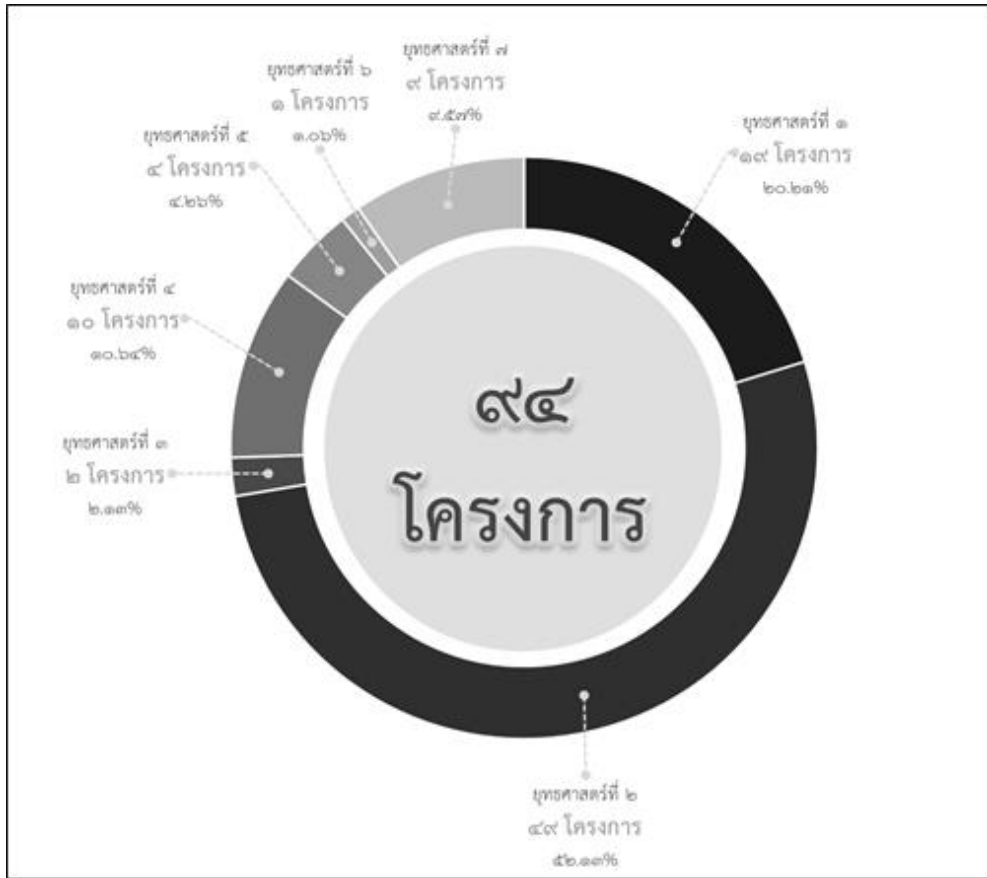 ยุทธศาสตร์ที่ ๗
๙ โครงการ
๙.๕๗%
ยุทธศาสตร์ที่ ๖
๑ โครงการ
๑.๐๖%
ยุทธศาสตร์ที่ ๑
๑๙ โครงการ
๒๐.๒๑%
ยุทธศาสตร์ที่ ๕
๔ โครงการ
๔.๒๖%
ยุทธศาสตร์ที่ ๔
๑๐ โครงการ
๑๐.๖๔%
๙๔
โครงการ
ยุทธศาสตร์ที่ ๓
๒ โครงการ
๒.๑๓%
ยุทธศาสตร์ที่ ๒
๔๙ โครงการ
๕๒.๑๓%